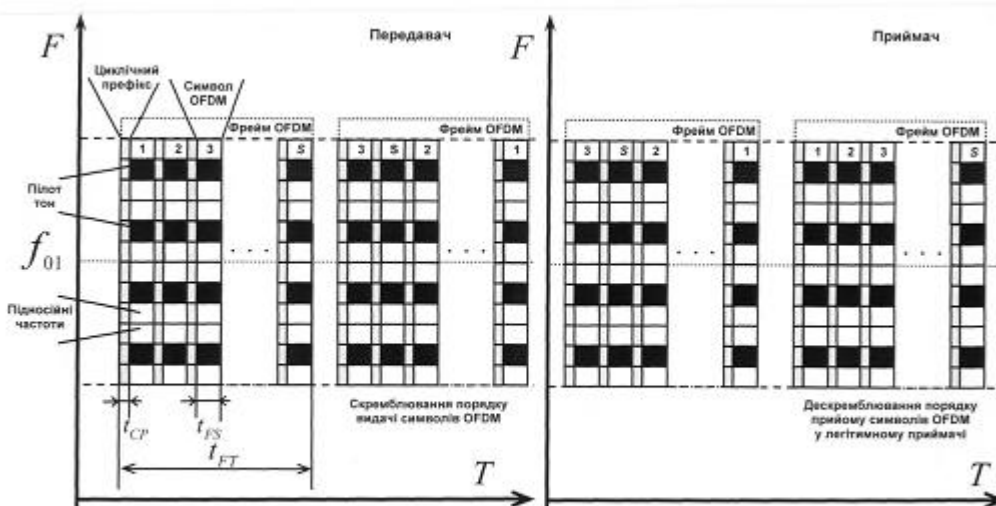 F
Передавач
Циклічний
префікс
Символ
OFDM
Фрейм OFDM
Фрейм OFDM
1 2 3 S
3 S 2 1
Пілот
тон
f01
. . .
. . .
Підносійні
частоти
tCP
tFS
tFT
Скремблювання порядку
видачі символів OFDM
T
F
Приймач
Фрейм OFDM
Фрейм OFDM
3 S 2 1
1 2 3 S
. . .
. . .
Дескремблювання порядку
прийому символів OFDM
у легітимному приймачі
T